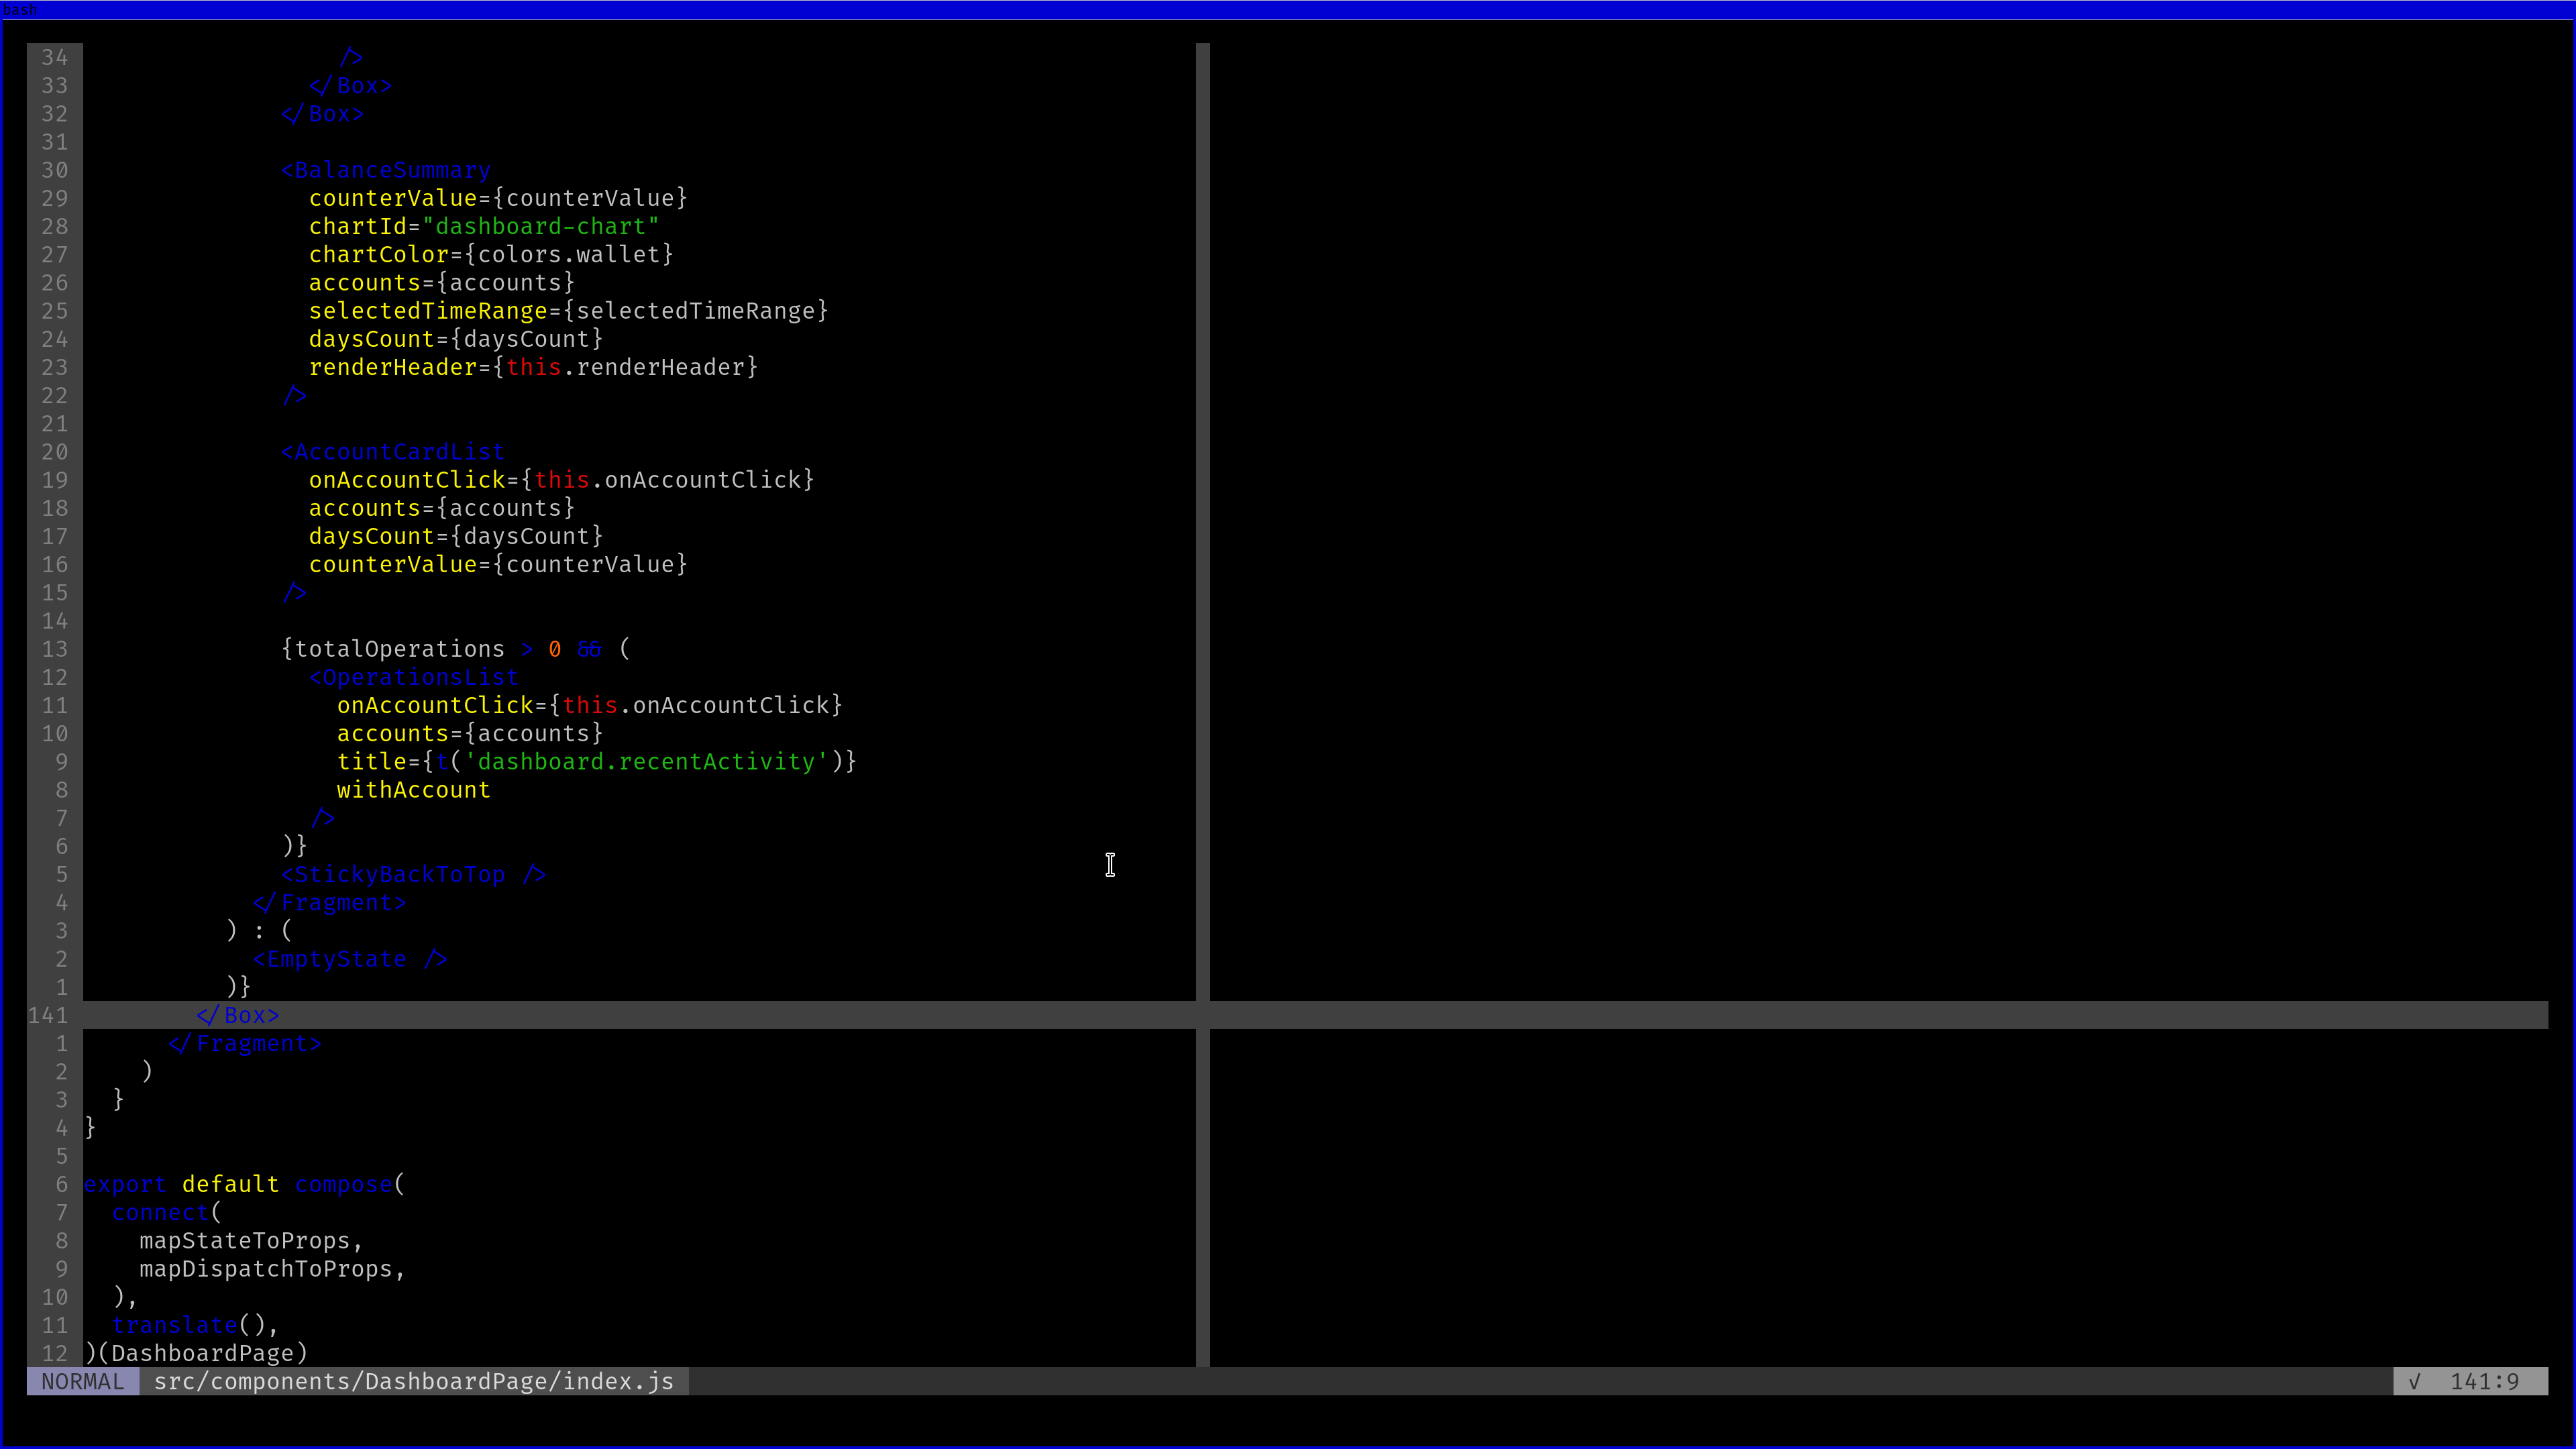 bash
34                   />
33                 </Box>
32               </Box>
31
30               <BalanceSummary
29                 counterValue={counterValue}
28                 chartId="dashboard-chart"
27                 chartColor={colors.wallet}
26                 accounts={accounts}
25                 selectedTimeRange={selectedTimeRange}
24                 daysCount={daysCount}
23                 renderHeader={this.renderHeader}
22               />
21
20               <AccountCardList
19                 onAccountClick={this.onAccountClick}
18                 accounts={accounts}
17                 daysCount={daysCount}
16                 counterValue={counterValue}
15               />
14
13               {totalOperations > 0 && (
12                 <OperationsList
11                   onAccountClick={this.onAccountClick}
10                   accounts={accounts}
9                   title={t('dashboard.recentActivity')}
8                   withAccount
7                 />
6               )}
5               <StickyBackToTop />
4             </Fragment>
3           ) : (
2             <EmptyState />
1           )}
141         </Box>
1       </Fragment>
2     )
3   }
4 }
5
6 export default compose(
7   connect(
8     mapStateToProps,
9     mapDispatchToProps,
10   ),
11   translate(),
12 )(DashboardPage)
NORMAL src/components/DashboardPage/index.js √ 141:9